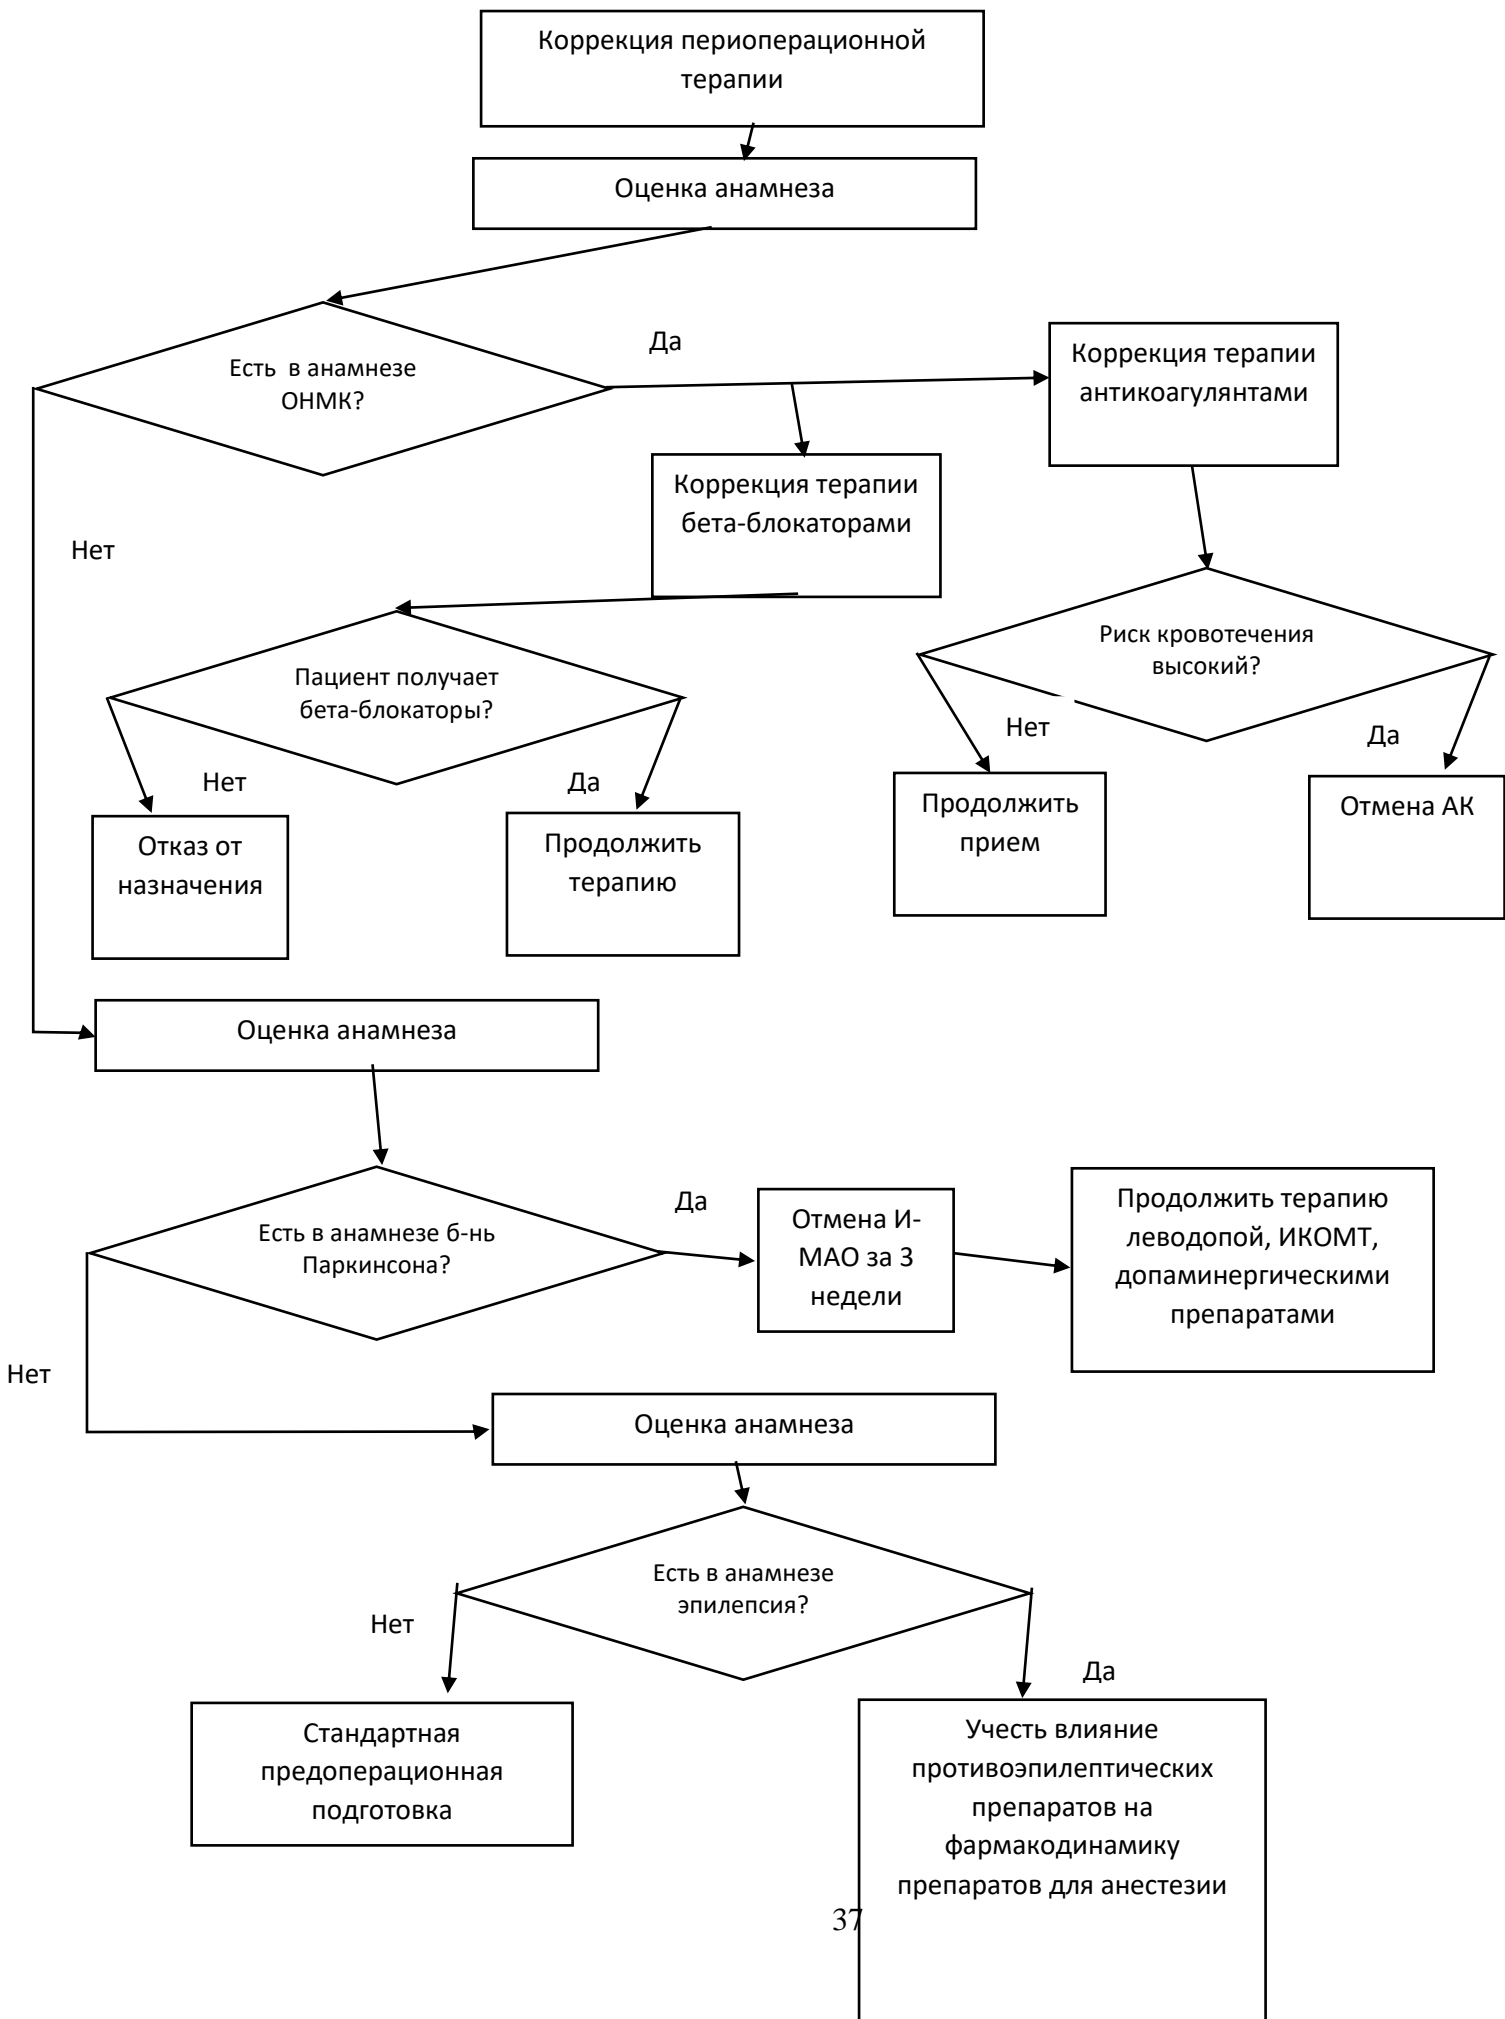 Коррекция периоперационной
терапии
Оценка анамнеза
Есть в анамнезе
ОНМК?
Да
Коррекция терапии
антикоагулянтами
Коррекция терапии
бета-блокаторами
Нет
Риск кровотечения
высокий?
Пациент получает
бета-блокаторы?
Нет
Да
Нет
Да
Продолжить
прием
Отмена АК
Отказ от
назначения
Продолжить
терапию
Оценка анамнеза
Есть в анамнезе б-нь
Паркинсона?
Да
Отмена И-
МАО за 3
недели
Продолжить терапию
леводопой, ИКОМТ,
допаминергическими
препаратами
Нет
Оценка анамнеза
Есть в анамнезе
эпилепсия?
Нет
Да
Стандартная
предоперационная
подготовка
Учесть влияние
противоэпилептических
препаратов на
фармакодинамику
препаратов для анестезии
37